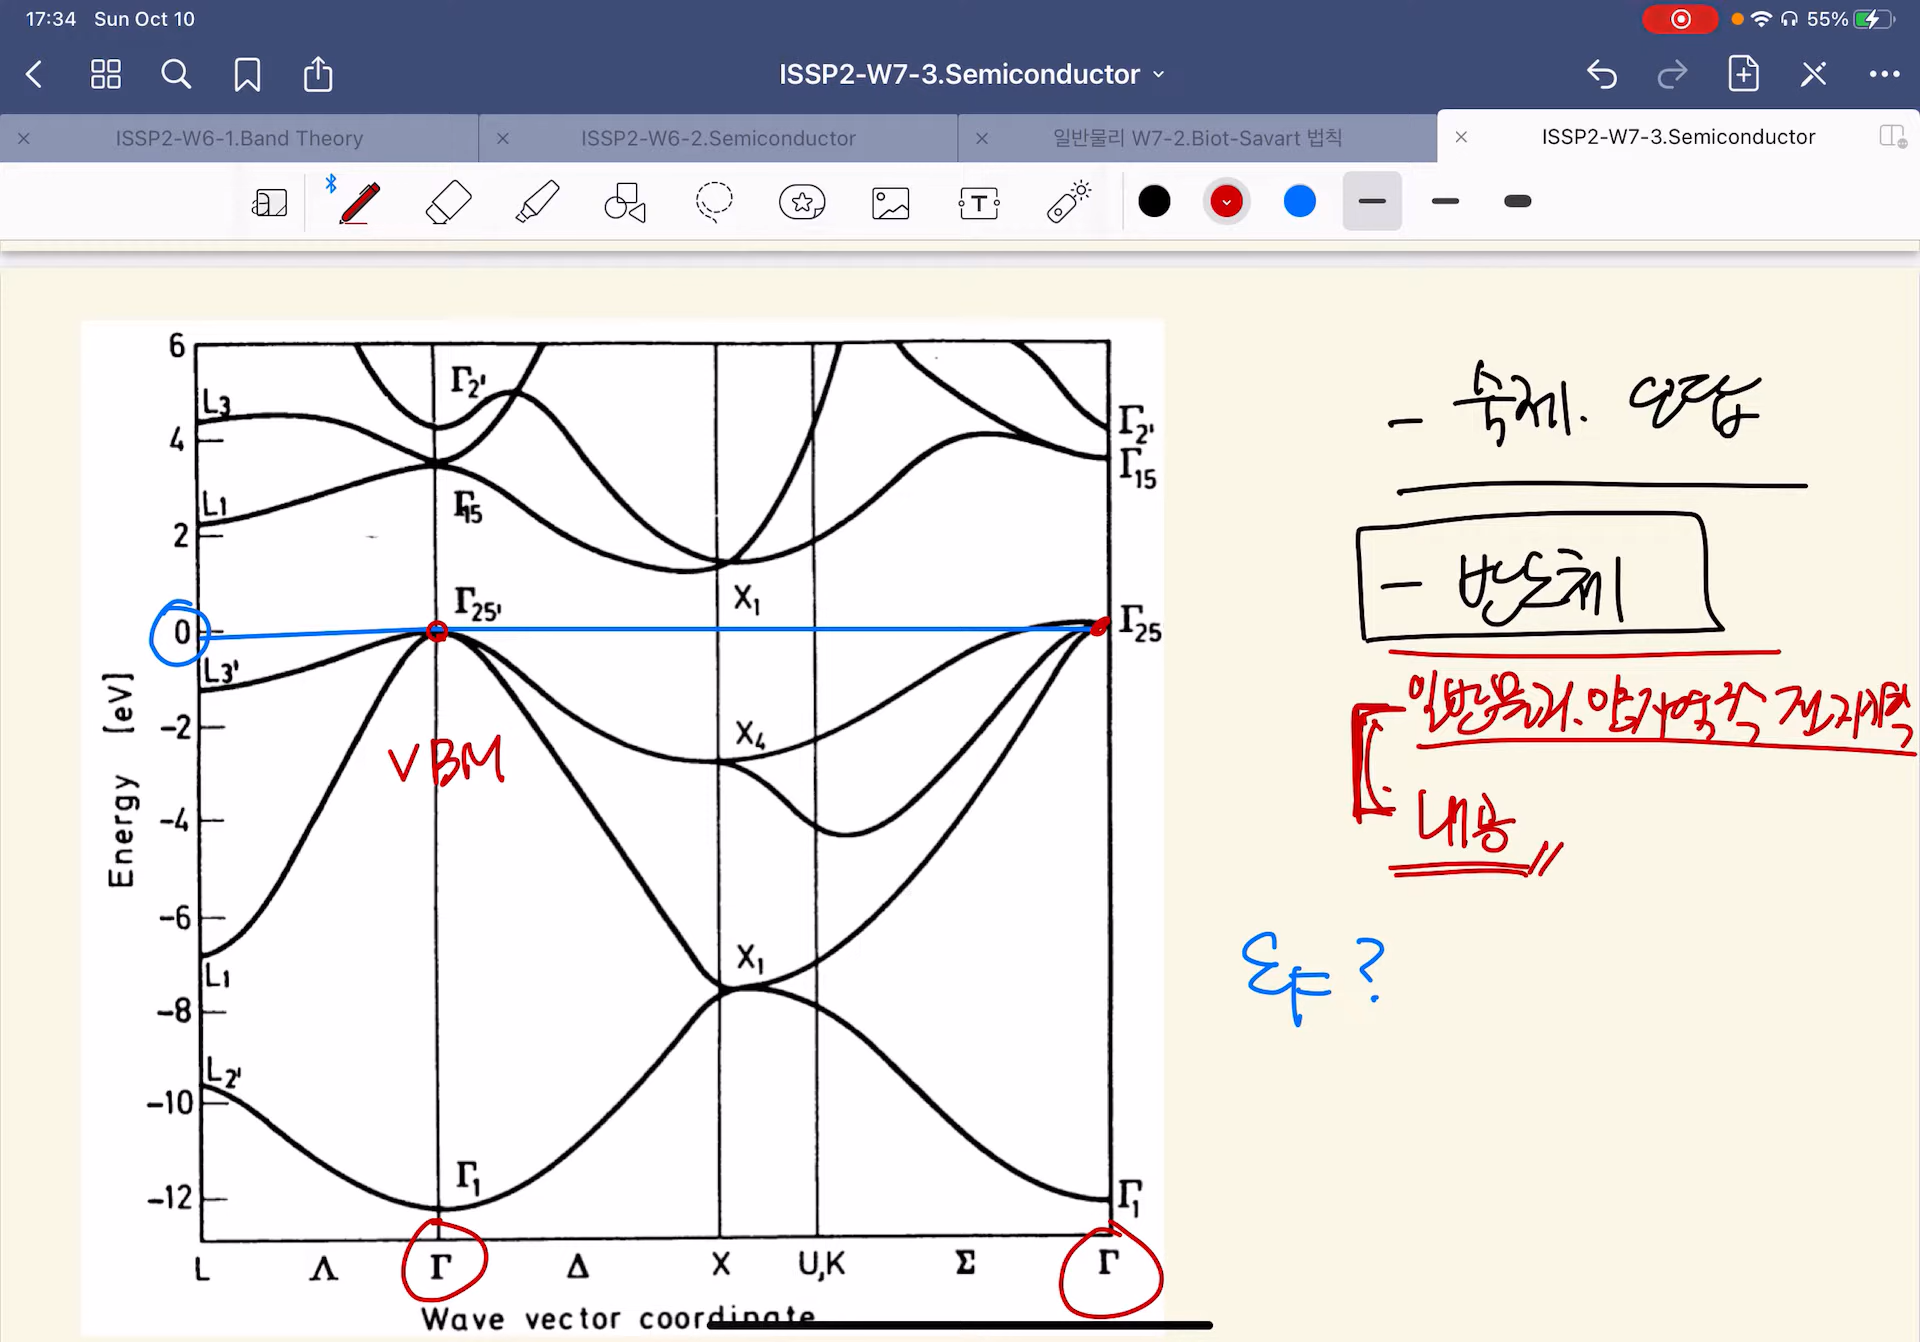 17:34 Sun Oct 10
55%
ISSP2-W7-3.Semiconductor
ISSP2-W6-1.Band Theory
ISSP2-W6-2.Semiconductor
일반물리 W7-2.Biot-Savart 법칙
ISSP2-W7-3.Semiconductor
T
6
4
2
0
-2
-4
-6
-8
-10
-12
Energy [eV]
L3
L1
L3'
L1
L2'
Γ2'
Γ15
Γ25'
Γ1
X1
X4
X1
Γ2'
Γ15
Γ25
Γ1
VBM
L Λ Γ Δ X U,K Σ Γ
Wave vector coordinate
- 숙제.
- 반도체
일반물리. 양자역학 전자기학
내용
εF ?